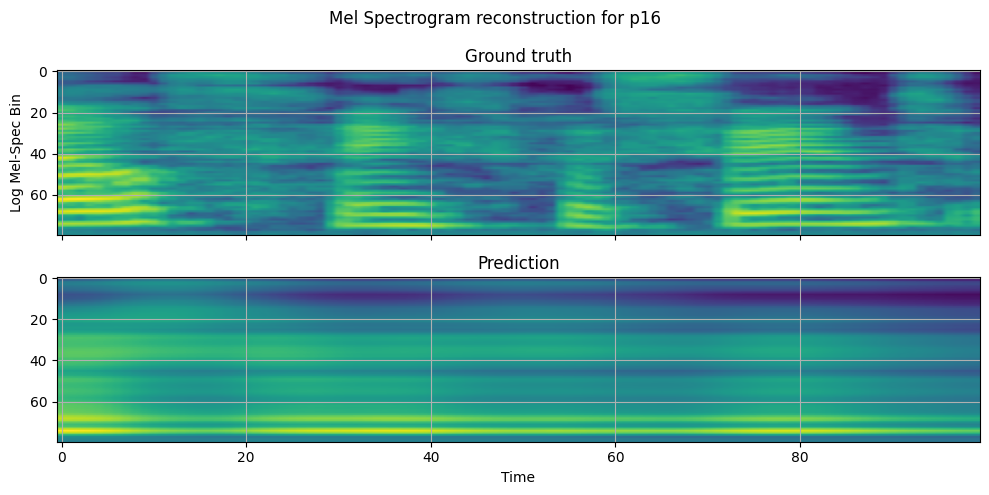 Mel Spectrogram reconstruction for p16
Ground truth
0
20
40
60
Log Mel-Spec Bin
Prediction
0
20
40
60
0 20 40 60 80
Time